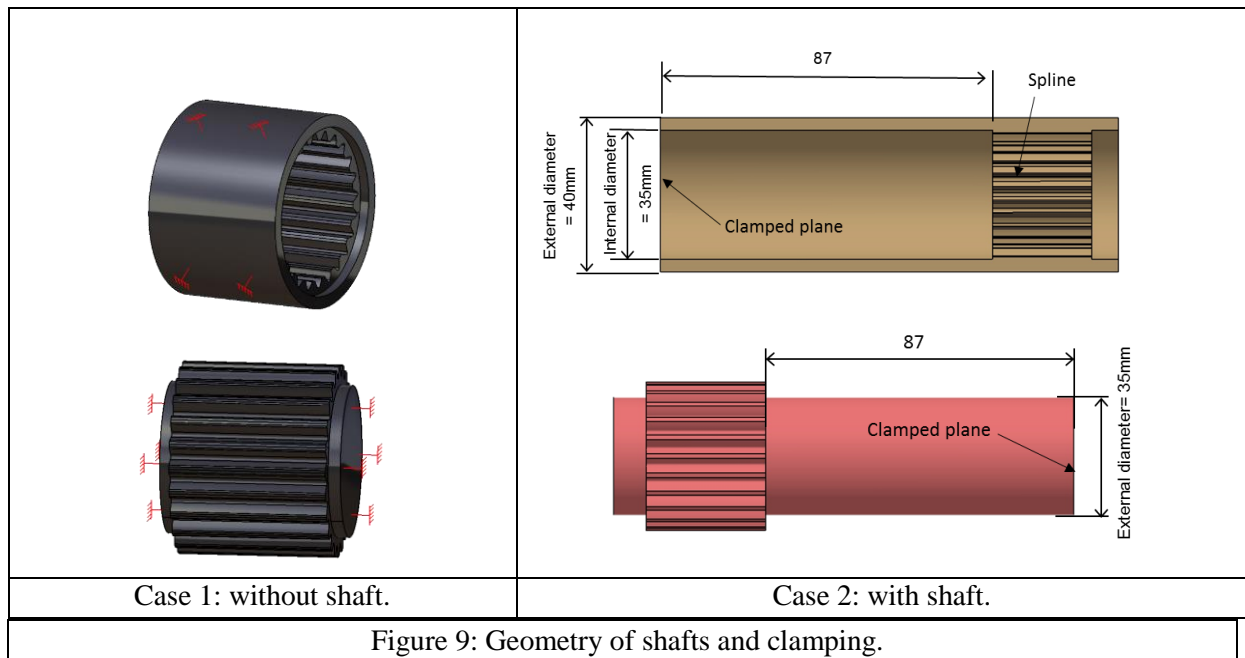 87
Spline
External diameter
= 40mm
Internal diameter
= 35mm
Clamped plane
87
Clamped plane
External diameter= 35mm
Case 1: without shaft.
Case 2: with shaft.
Figure 9: Geometry of shafts and clamping.